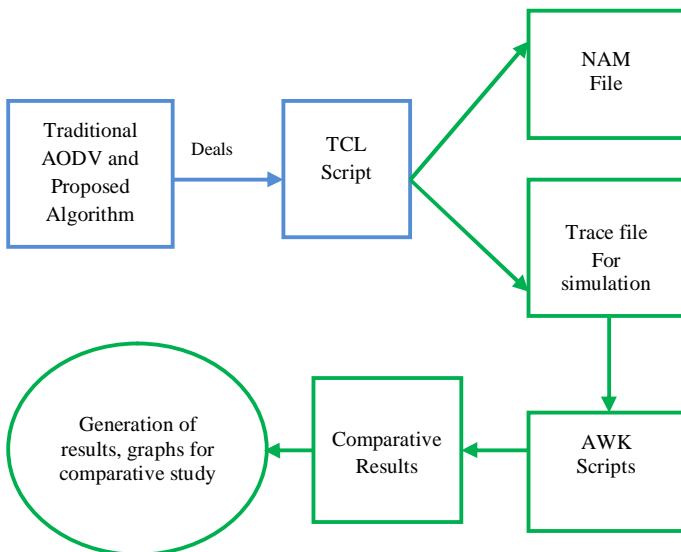 Traditional
AODV and
Proposed
Algorithm
Deals
TCL
Script
NAM
File
Trace file
For
simulation
AWK
Scripts
Comparative
Results
Generation of
results, graphs for
comparative study